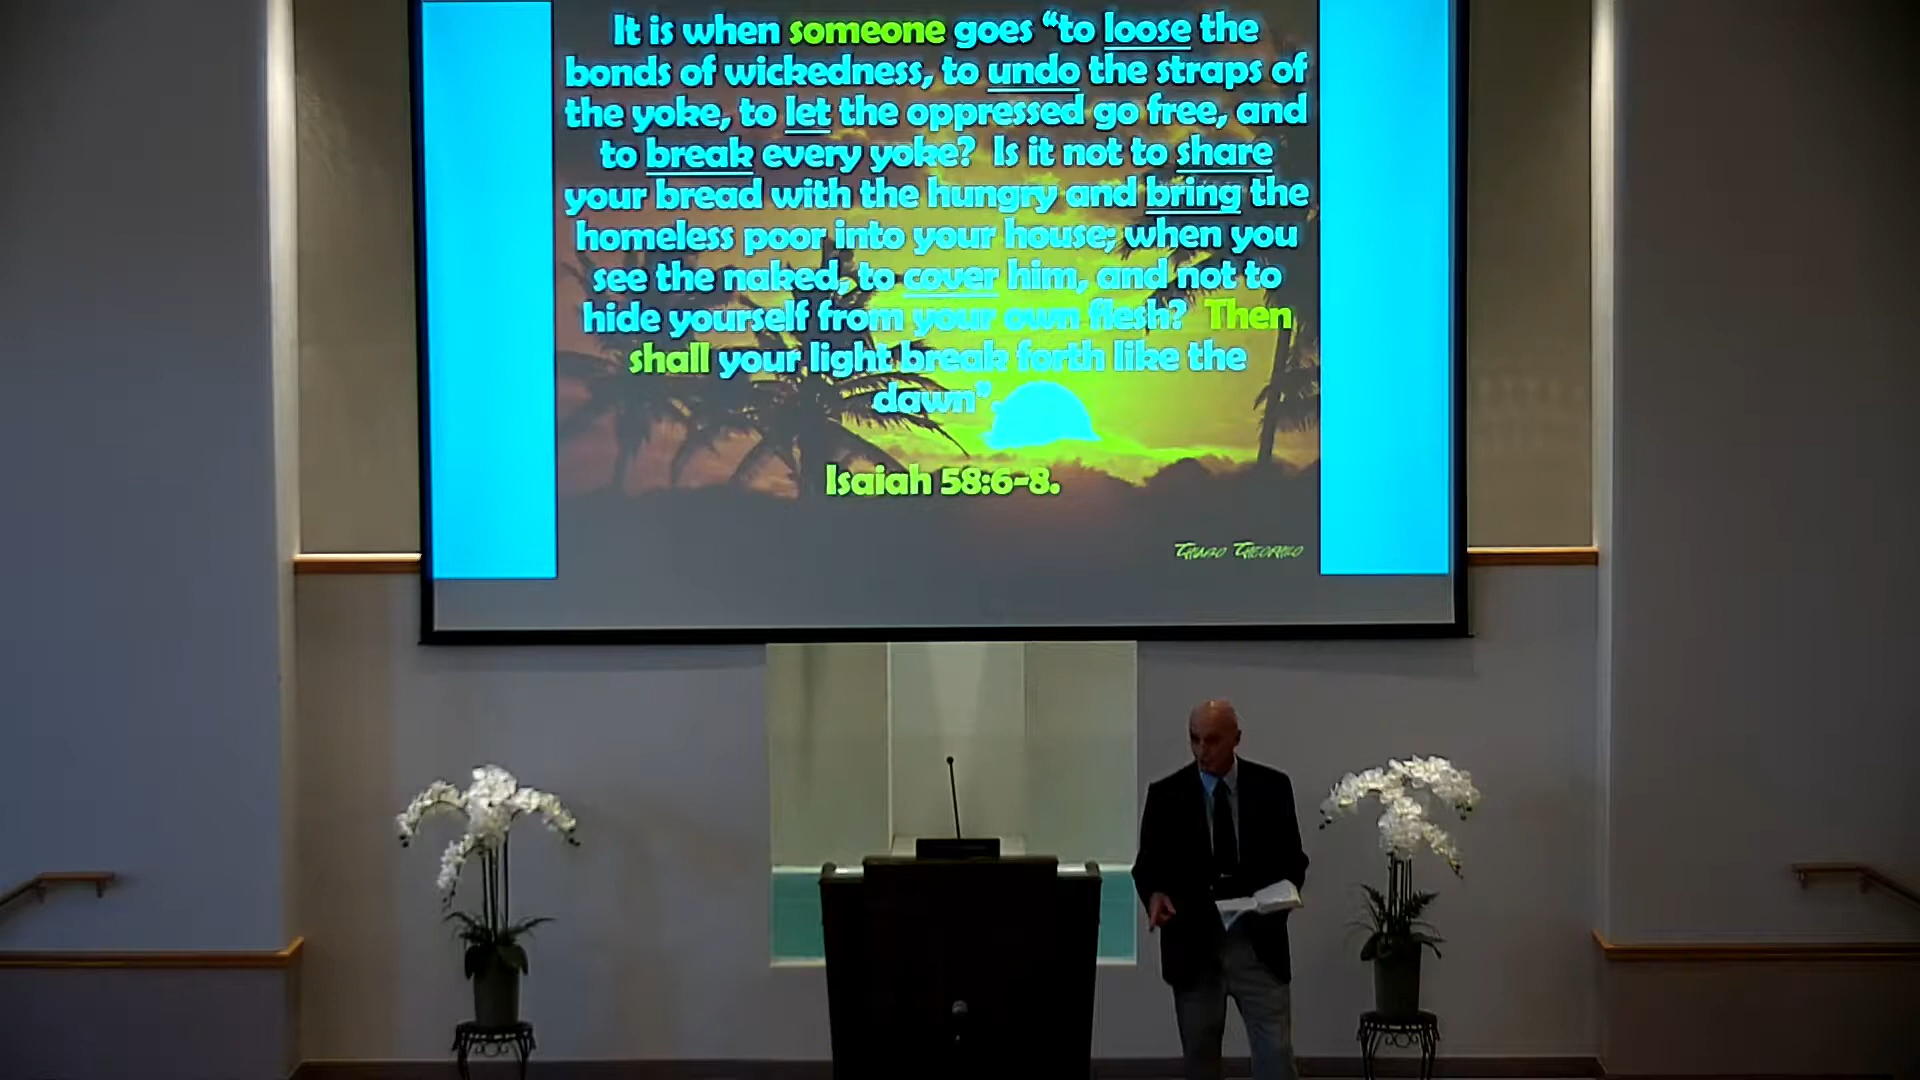 It is when someone goes “to loose the
bonds of wickedness, to undo the straps of
the yoke, to let the oppressed go free, and
to break every yoke?  Is it not to share
your bread with the hungry and bring the
homeless poor into your house; when you
see the naked, to cover him, and not to
hide yourself from your own flesh?  Then
shall your light break forth like the
dawn”.
Isaiah 58:6-8.